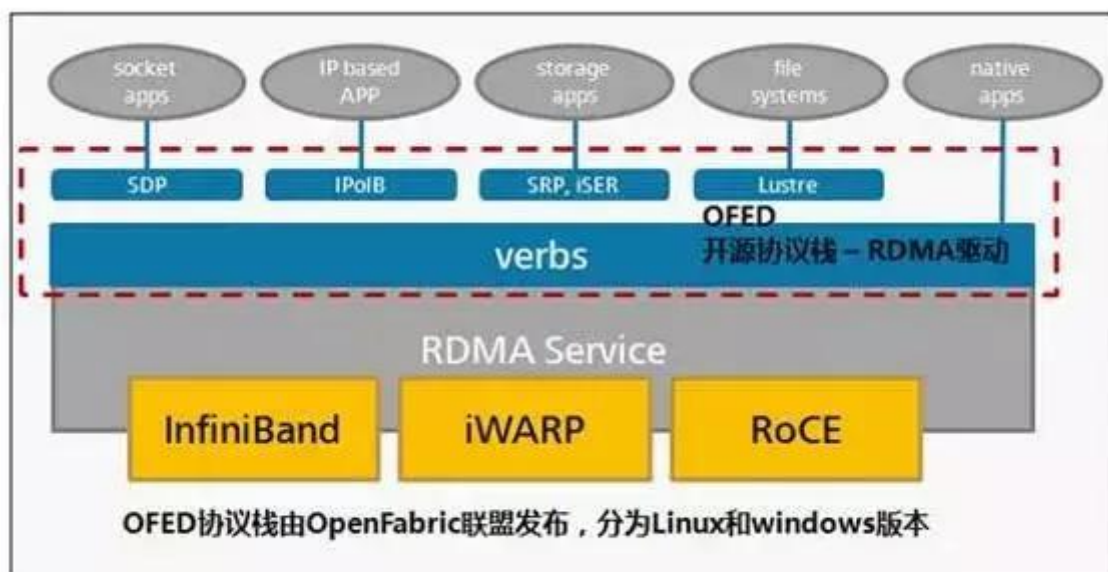 socket
apps
IP based
APP
storage
apps
file
systems
native
apps
SDP
IPoIB
SRP, iSER
Lustre
OFED
开源协议栈 – RDMA驱动
verbs
RDMA Service
InfiniBand
iWARP
RoCE
OFED协议栈由OpenFabric联盟发布，分为Linux和windows版本